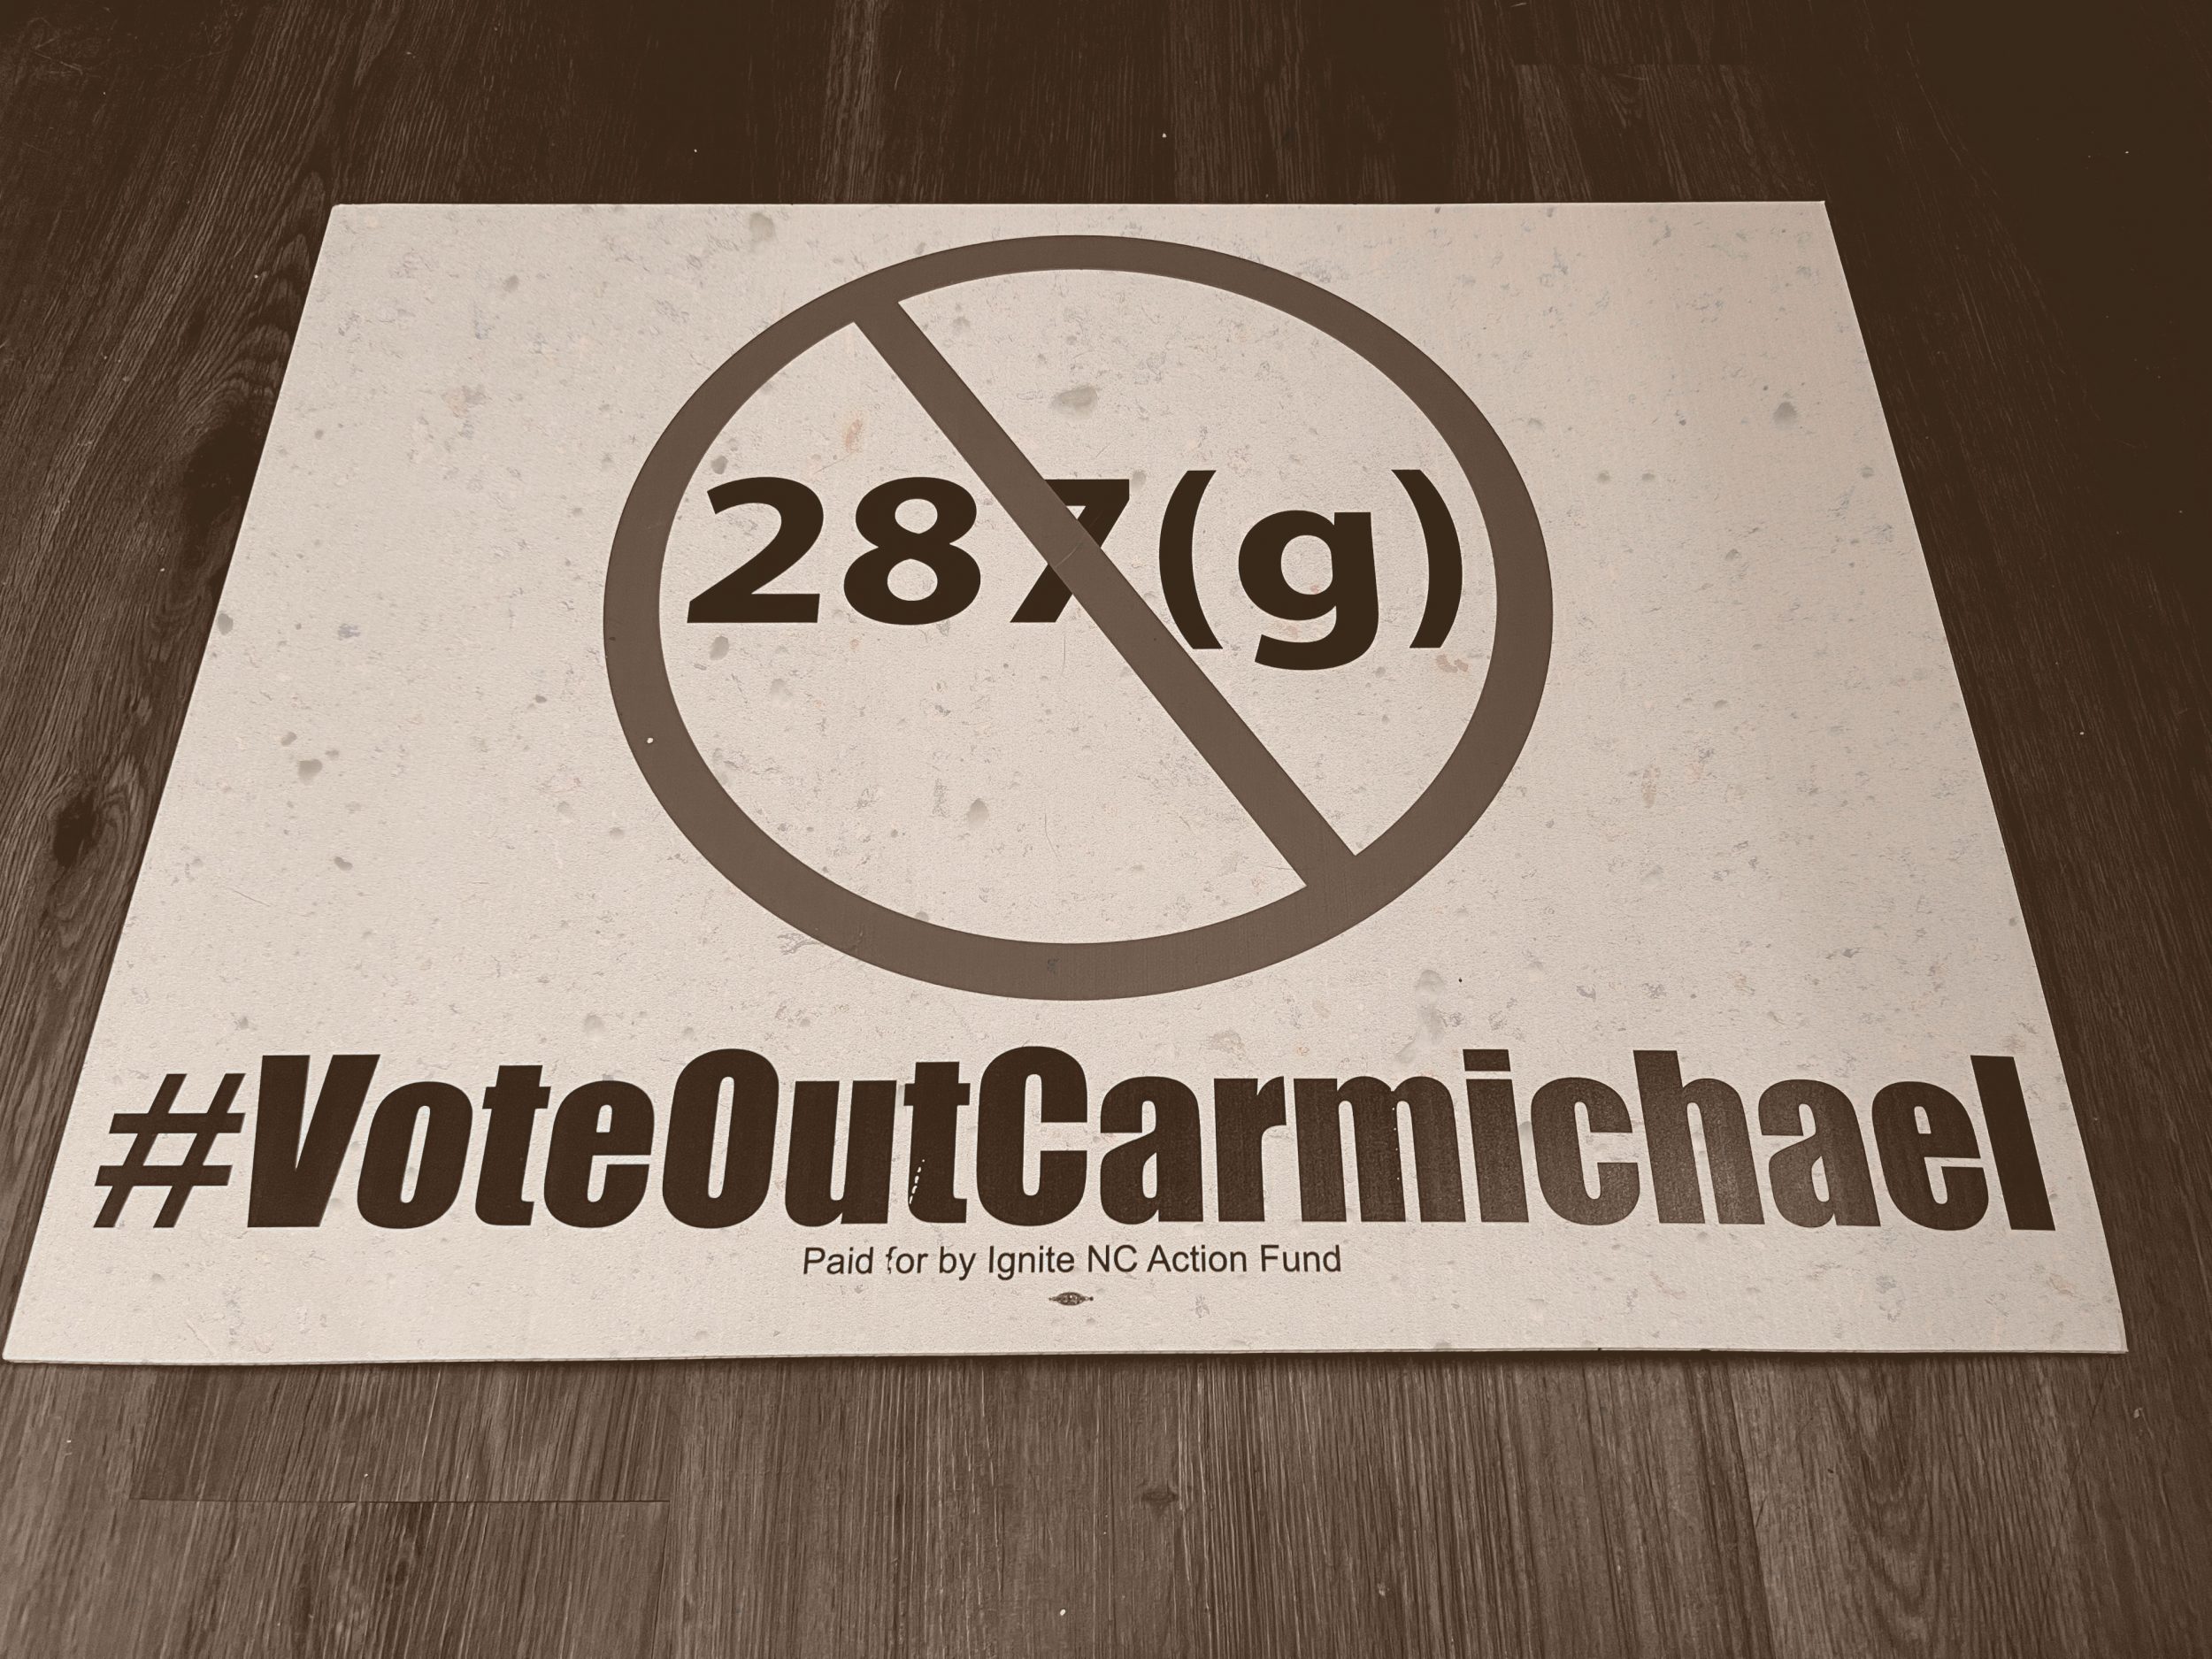 287(g)
#VoteOutCarmichael
Paid for by Ignite NC Action Fund